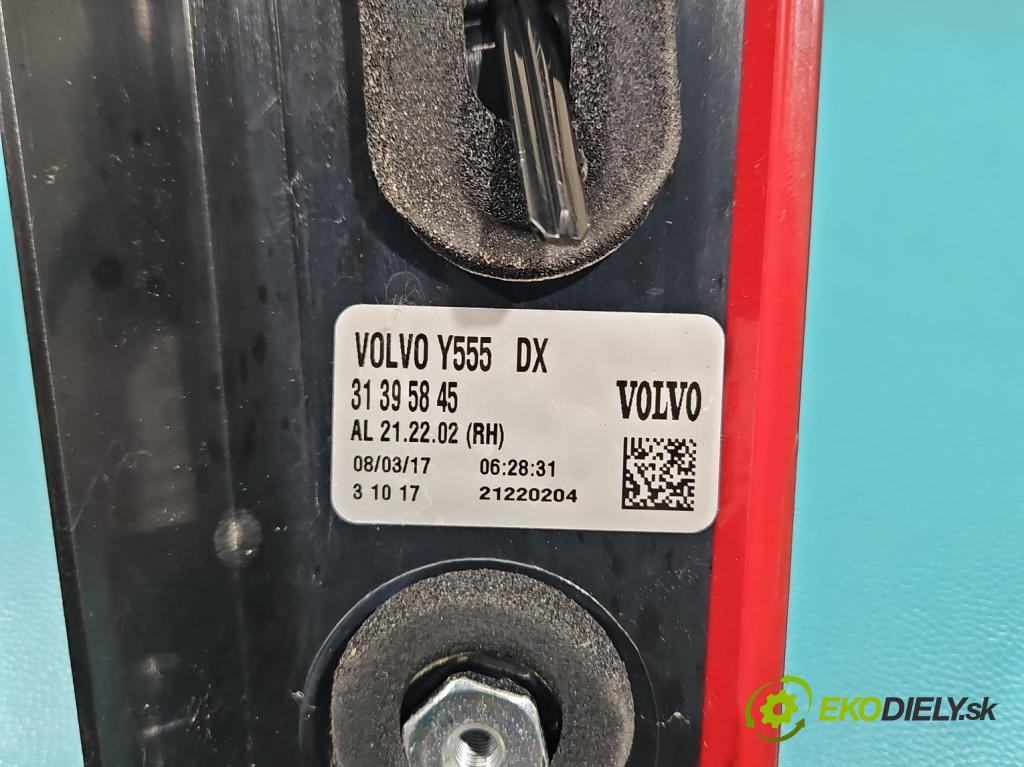 VOLVO Y555 DX
31 39 58 45
VOLVO
AL 21.22.02 (RH)
08/03/17 06:28:31
3 10 17 21220204
EKODIELY.sk